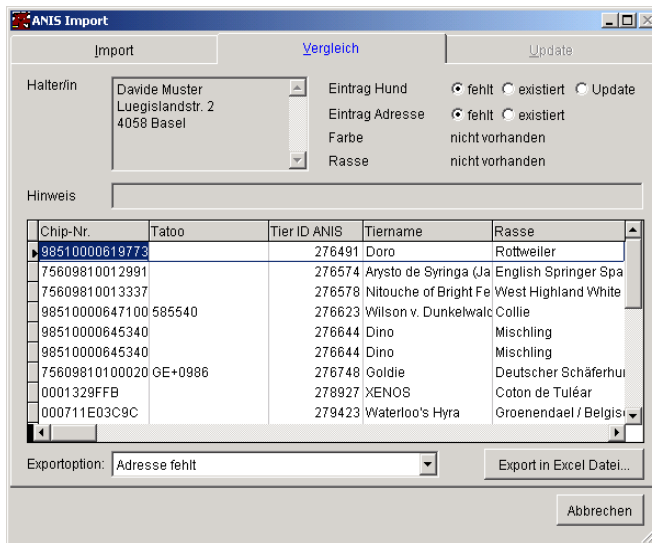 ANIS Import
Import Vergleich Update
Halter/in
Davide Muster
Luegislandstr. 2
4058 Basel
Eintrag Hund fehlt existiert Update
Eintrag Adresse fehlt existiert
Farbe nicht vorhanden
Rasse nicht vorhanden
Hinweis
Chip-Nr. Tatoo Tier ID ANIS Tiername Rasse
98510000619773 276491 Doro Rottweiler
75609810012991 276574 Arysto de Syringa (Ja English Springer Spa
75609810013337 276578 Nitouche of Bright Fe West Highland White
98510000647100 585540 276623 Wilson v. Dunkelwald Collie
98510000645340 276644 Dino Mischling
98510000645340 276644 Dino Mischling
75609810100020 GE+0986 276748 Goldie Deutscher Schäferhu
0001329FFB 278927 XENOS Coton de Tuléar
000711E03C9C 279423 Waterloo's Hyra Groenendael / Belgis
Exportoption: Adresse fehlt Export in Excel Datei...
Abbrechen